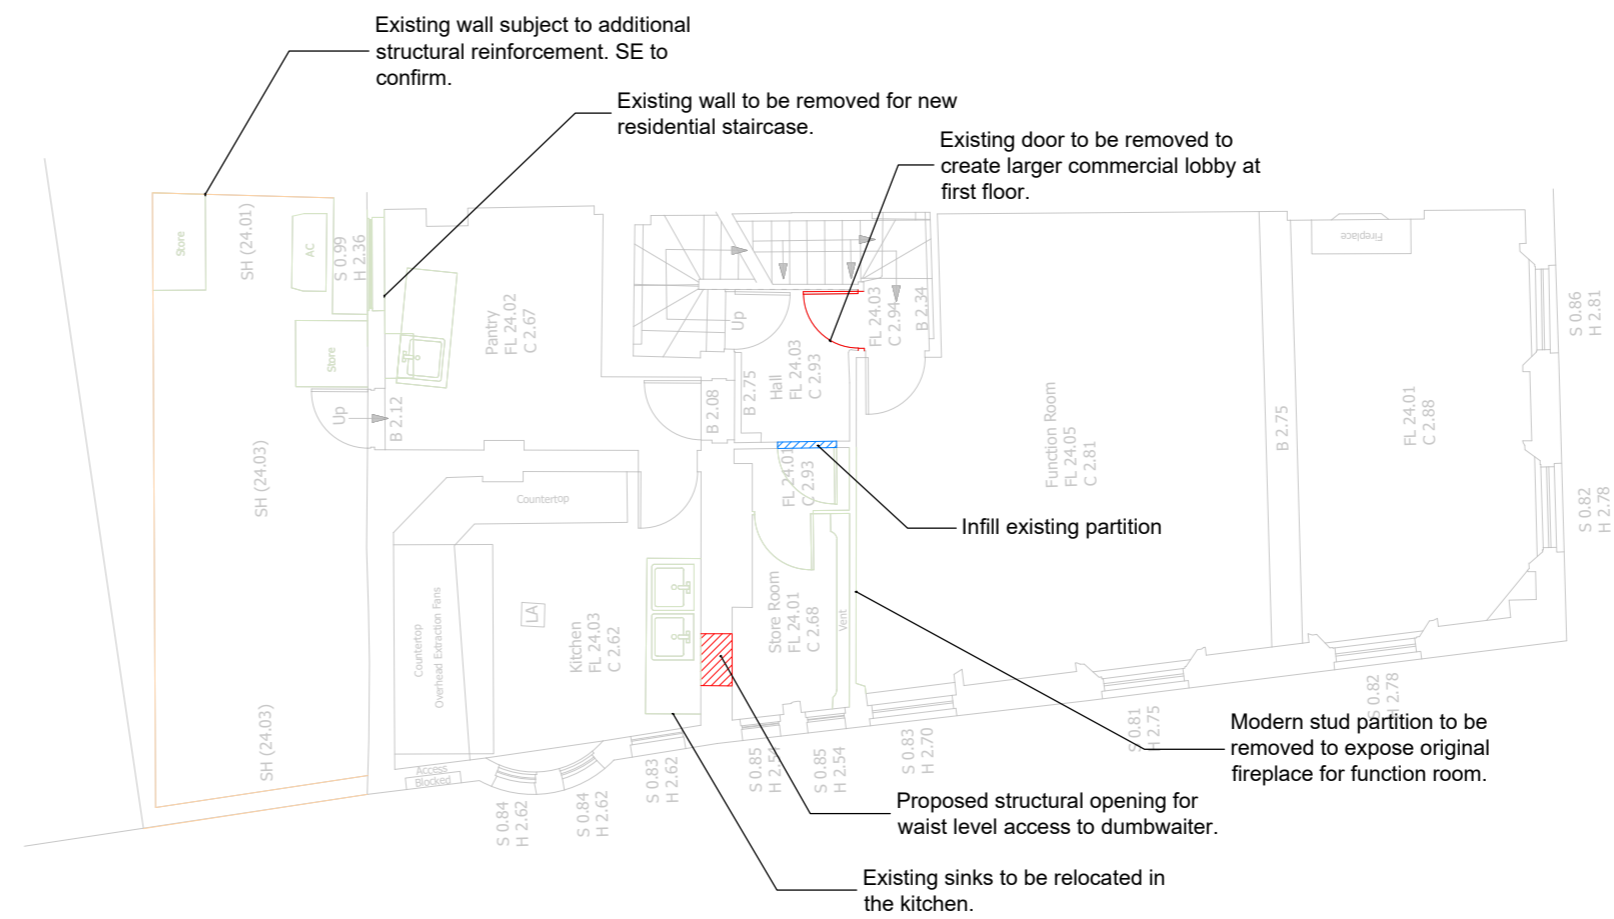 Existing wall subject to additional
structural reinforcement. SE to
confirm.
Existing wall to be removed for new
residential staircase.
Existing door to be removed to
create larger commercial lobby at
first floor.
Store
SH (24.01)
AC
S 0.99
H 2.36
Pantry
FL 24.02
C 2.67
Store
Up
B 2.12
SH (24.03)
SH (24.03)
Up
Hall
FL 24.03
C 2.93
B 2.75
B 2.08
FL 24.03
C 2.94
B 2.34
Fireplace
S 0.86
H 2.81
Function Room
FL 24.05
C 2.81
B 2.75
FL 24.01
C 2.88
S 0.82
H 2.78
FL 24.01
C 2.93
Infill existing partition
Countertop
Countertop
Overhead Extraction Fans
LA
Kitchen
FL 24.03
C 2.62
Store Room
FL 24.01
C 2.68
Vent
Access
Blocked
S 0.84
H 2.62
S 0.84
H 2.62
S 0.83
H 2.62
S 0.85
H 2.54
S 0.85
H 2.54
S 0.83
H 2.70
S 0.81
H 2.75
S 0.82
H 2.78
Modern stud partition to be
removed to expose original
fireplace for function room.
Proposed structural opening for
waist level access to dumbwaiter.
Existing sinks to be relocated in
the kitchen.